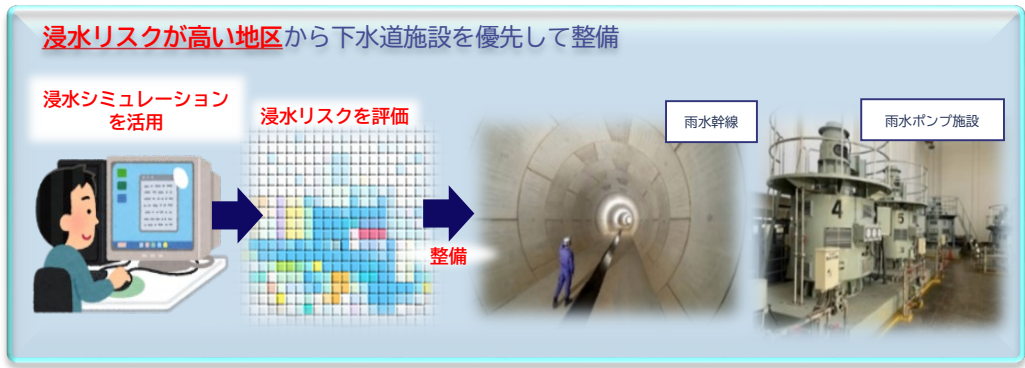 浸水リスクが高い地区から下水道施設を優先して整備
浸水シミュレーション
を活用
浸水リスクを評価
整備
雨水幹線
雨水ポンプ施設
4
5